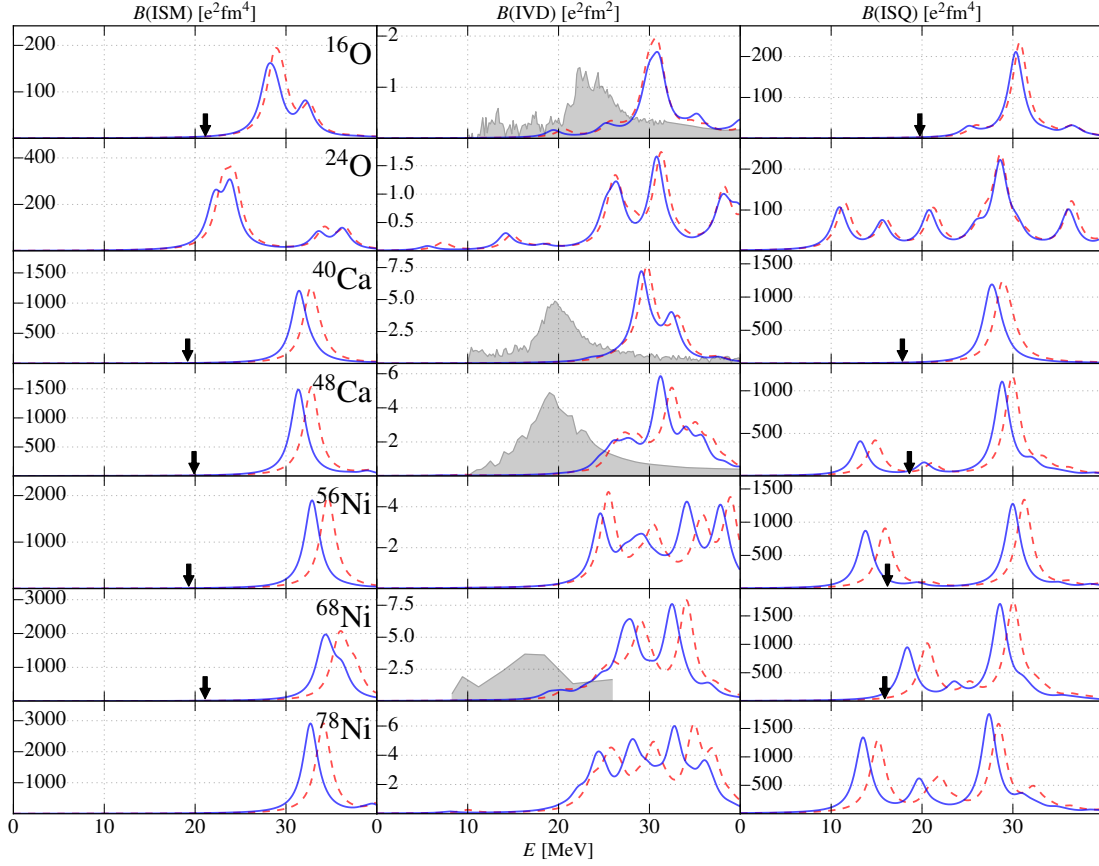 B(ISM) [e²fm⁴] B(IVD) [e²fm²] B(ISQ) [e²fm⁴]
200 100 ¹⁶O 2 1 200 100
400 200 ²⁴O 1.5 1.0 0.5 200 100
1500 1000 500 ⁴⁰Ca 7.5 5.0 2.5 1500 1000 500
1500 1000 500 ⁴⁸Ca 6 4 2 1000 500
2000 1000 ⁵⁶Ni 4 2 1500 1000 500
3000 2000 1000 ⁶⁸Ni 7.5 5.0 2.5 1500 1000 500
3000 2000 1000 ⁷⁸Ni 6 4 2 1500 1000 500
0 10 20 30 0 10 20 30 0 10 20 30
E [MeV]